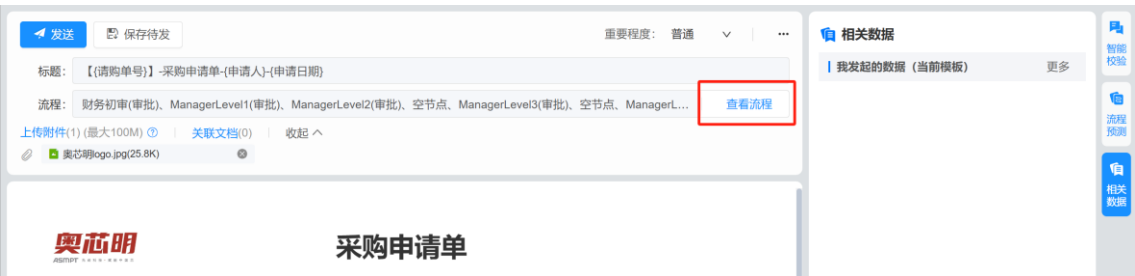 发送 保存待发 重要程度： 普通 ...
标题： 【{请购单号}】-采购申请单-{申请人}-{申请日期}
流程： 财务初审(审批)、ManagerLevel1(审批)、ManagerLevel2(审批)、空节点、ManagerLevel3(审批)、空节点、ManagerL... 查看流程
上传附件(1) (最大100M) 关联文档(0) 收起
奥芯明logo.jpg(25.8K)
奥芯明
ASMPT
采购申请单
相关数据
我发起的数据（当前模板） 更多
智能
校验
流程
预测
相关
数据